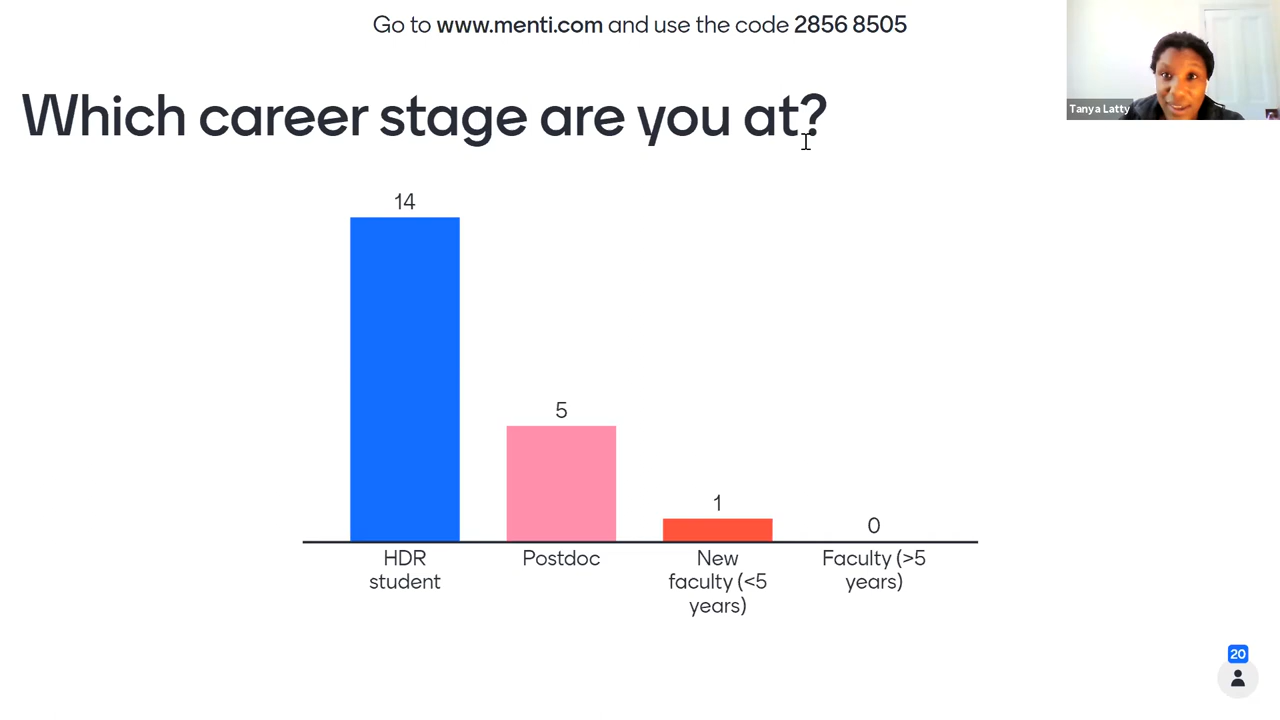 Go to www.menti.com and use the code 2856 8505
Which career stage are you at?
Tanya Latty
14
5
1
0
HDR
student
Postdoc
New
faculty (<5
years)
Faculty (>5
years)
20